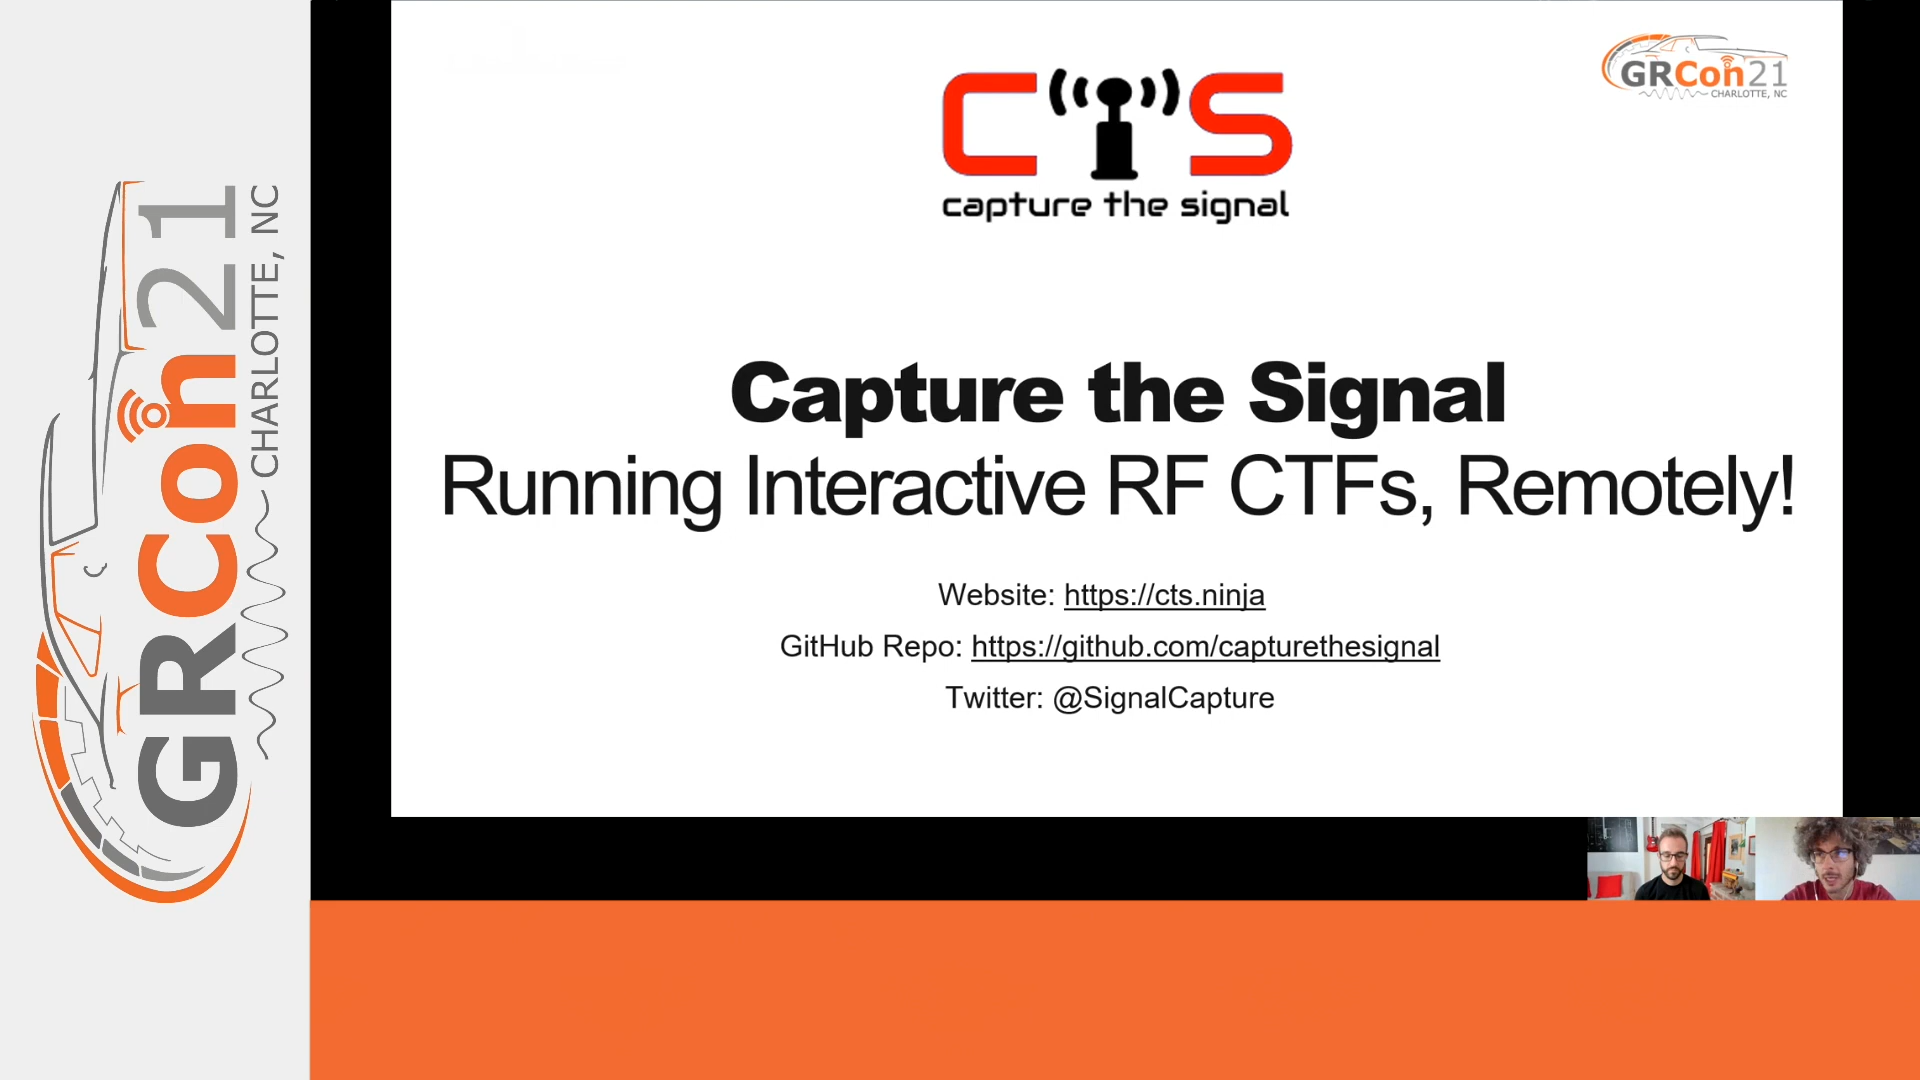 GRCon21
CHARLOTTE, NC
GRCon21
CHARLOTTE, NC
CTS
capture the signal
Capture the Signal
Running Interactive RF CTFs, Remotely!
Website: https://cts.ninja
GitHub Repo: https://github.com/capturethesignal
Twitter: @SignalCapture